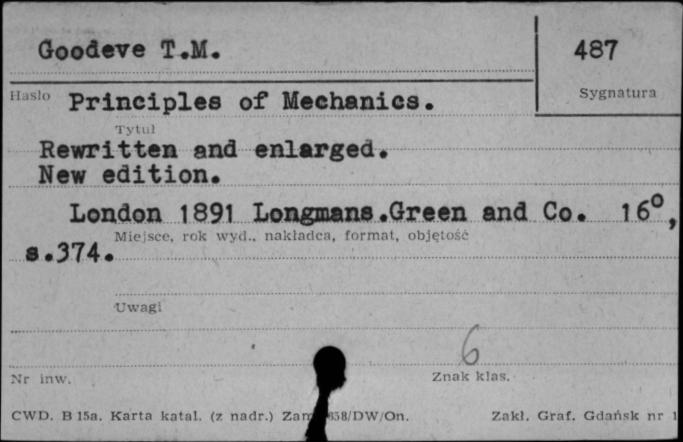 Goodeve T.M.
487
Hasło
Sygnatura
Principles of Mechanics.
Tytuł
Rewritten and enlarged.
New edition.
London 1891 Longmans.Green and Co. 16º,
Miejsce, rok wyd., nakładca, format, objętość
s.374.
Uwagi
6
Nr inw.
Znak klas.
CWD. B 15a. Karta katal. (z nadr.) 858/DW/On.
Zakł. Graf. Gdańsk nr 1